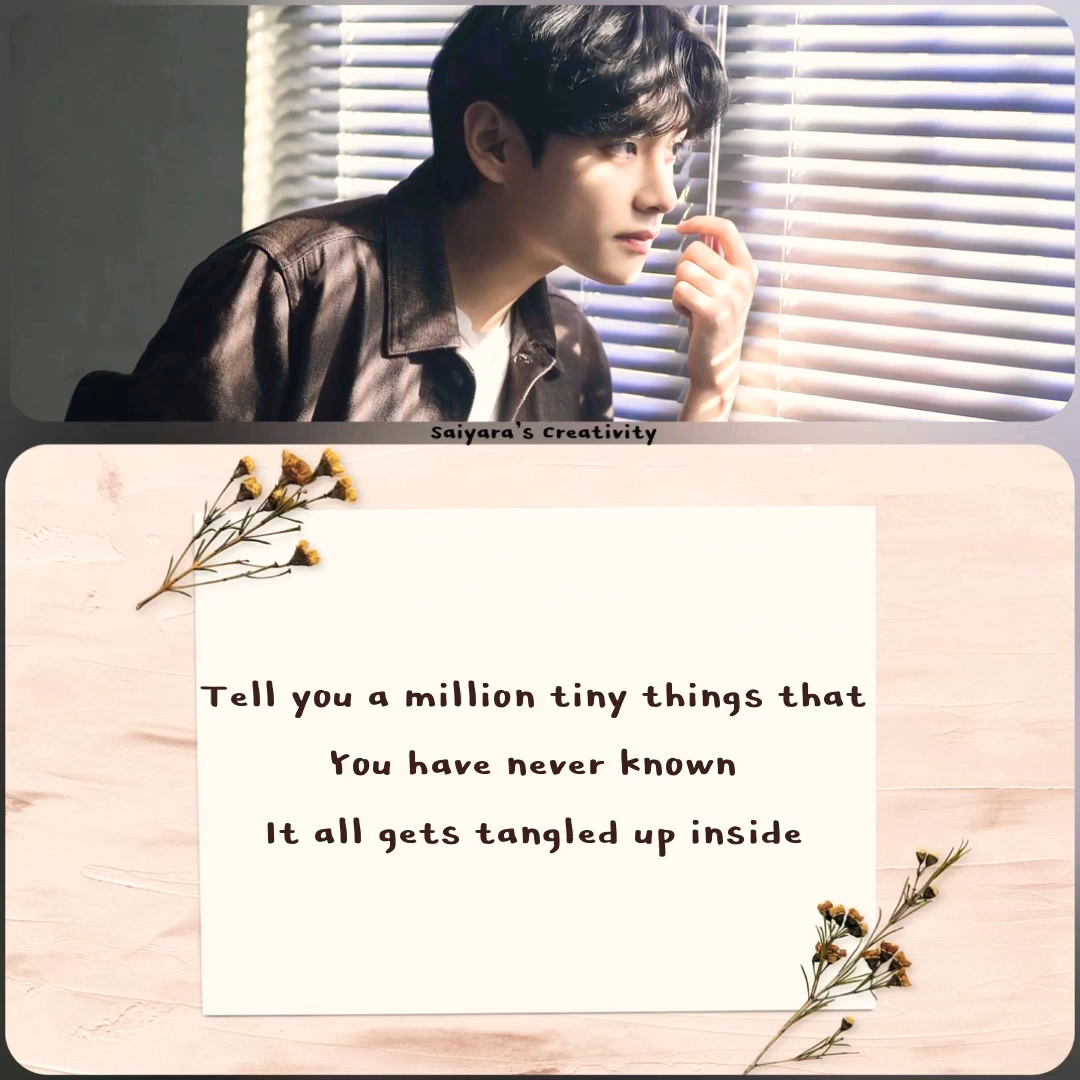 Saiyara's Creativity
Tell you a million tiny things that
You have never known
It all gets tangled up inside